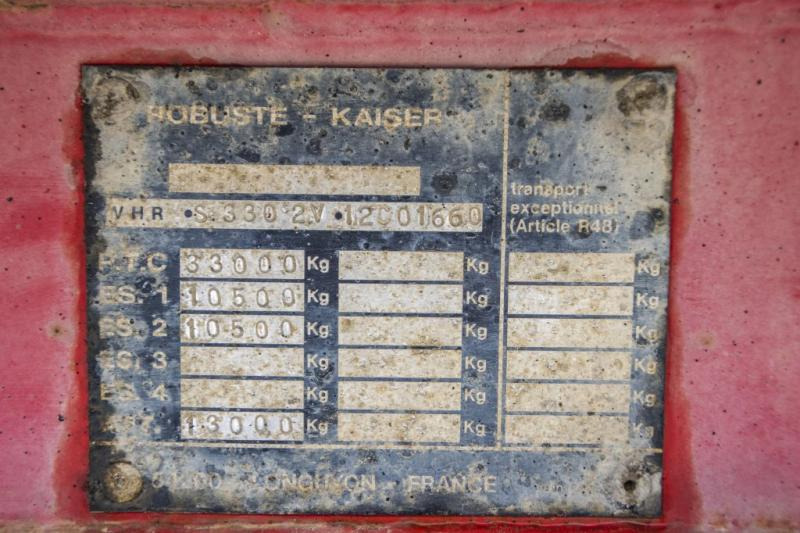 ROBUSTE - KAISER
VHR •S 330 2V •12C01660
transport
exceptionnel
(Article R48)
P.T.C 33000 Kg Kg Kg
ES. 1 10500 Kg Kg Kg
ES. 2 10500 Kg Kg Kg
ES. 3 Kg Kg Kg
ES. 4 Kg Kg Kg
13000 Kg Kg Kg
LONGUYON - FRANCE